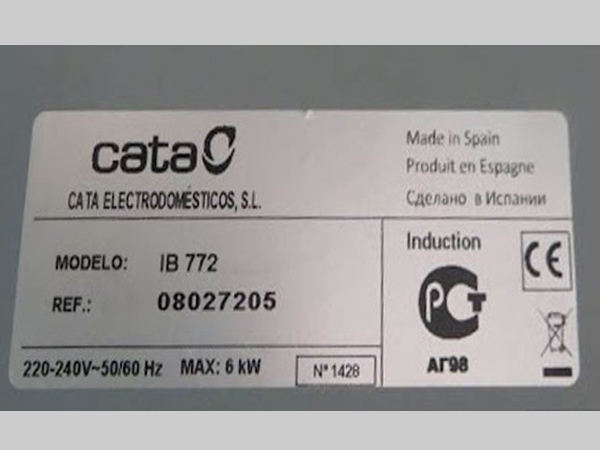 cata
CATA ELECTRODOMÉSTICOS, S.L.
Made in Spain
Produit en Espagne
Сделано в Испании
MODELO: IB 772
REF.: 08027205
220-240V~50/60 Hz MAX: 6 kW
Nº 1428
Induction
CE
РСТ
АГ98